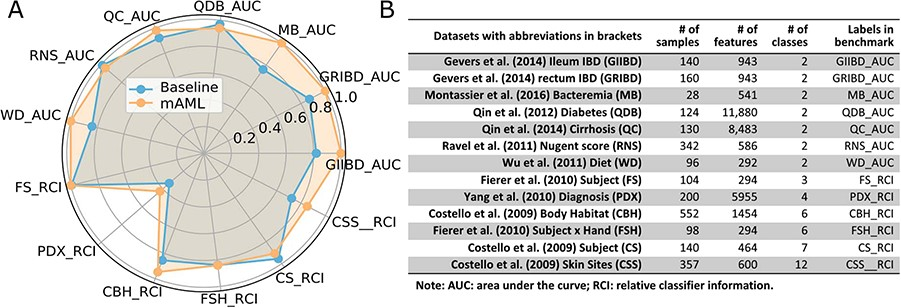 A
QDB_AUC
QC_AUC
MB_AUC
RNS_AUC
GRIBD_AUC
Baseline
mAML
1.0
0.8
0.6
0.4
0.2
WD_AUC
GIIBD_AUC
FS_RCI
CSS__RCI
PDX_RCI
CS_RCI
CBH_RCI
FSH_RCI
B
Datasets with abbreviations in brackets # of samples # of features # of classes Labels in benchmark
Gevers et al. (2014) Ileum IBD (GIIBD) 140 943 2 GIIBD_AUC
Gevers et al. (2014) rectum IBD (GRIBD) 160 943 2 GRIBD_AUC
Montassier et al. (2016) Bacteremia (MB) 28 541 2 MB_AUC
Qin et al. (2012) Diabetes (QDB) 124 11,880 2 QDB_AUC
Qin et al. (2014) Cirrhosis (QC) 130 8,483 2 QC_AUC
Ravel et al. (2011) Nugent score (RNS) 342 586 2 RNS_AUC
Wu et al. (2011) Diet (WD) 96 292 2 WD_AUC
Fierer et al. (2010) Subject (FS) 104 294 3 FS_RCI
Yang et al. (2010) Diagnosis (PDX) 200 5955 4 PDX_RCI
Costello et al. (2009) Body Habitat (CBH) 552 1454 6 CBH_RCI
Fierer et al. (2010) Subject x Hand (FSH) 98 294 6 FSH_RCI
Costello et al. (2009) Subject (CS) 140 464 7 CS_RCI
Costello et al. (2009) Skin Sites (CSS) 357 600 12 CSS__RCI
Note: AUC: area under the curve; RCI: relative classifier information.